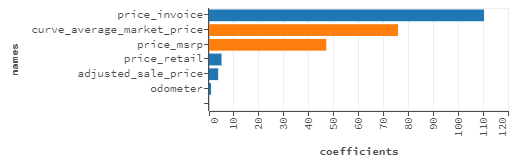 names
price_invoice
curve_average_market_price
price_msrp
price_retail
adjusted_sale_price
odometer
0 10 20 30 40 50 60 70 80 90 100 110 120
coefficients